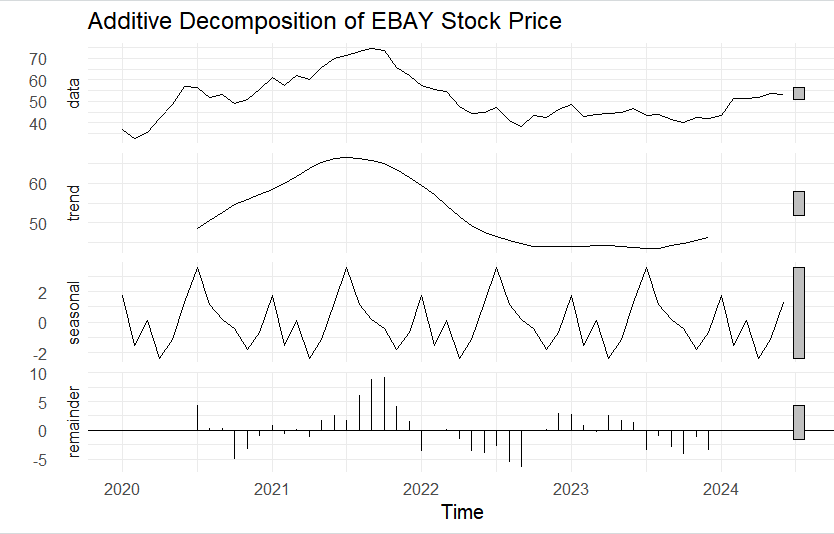 Additive Decomposition of EBAY Stock Price
70
60
50
40
data
60
50
trend
2
0
-2
seasonal
10
5
0
-5
remainder
2020 2021 2022 2023 2024
Time